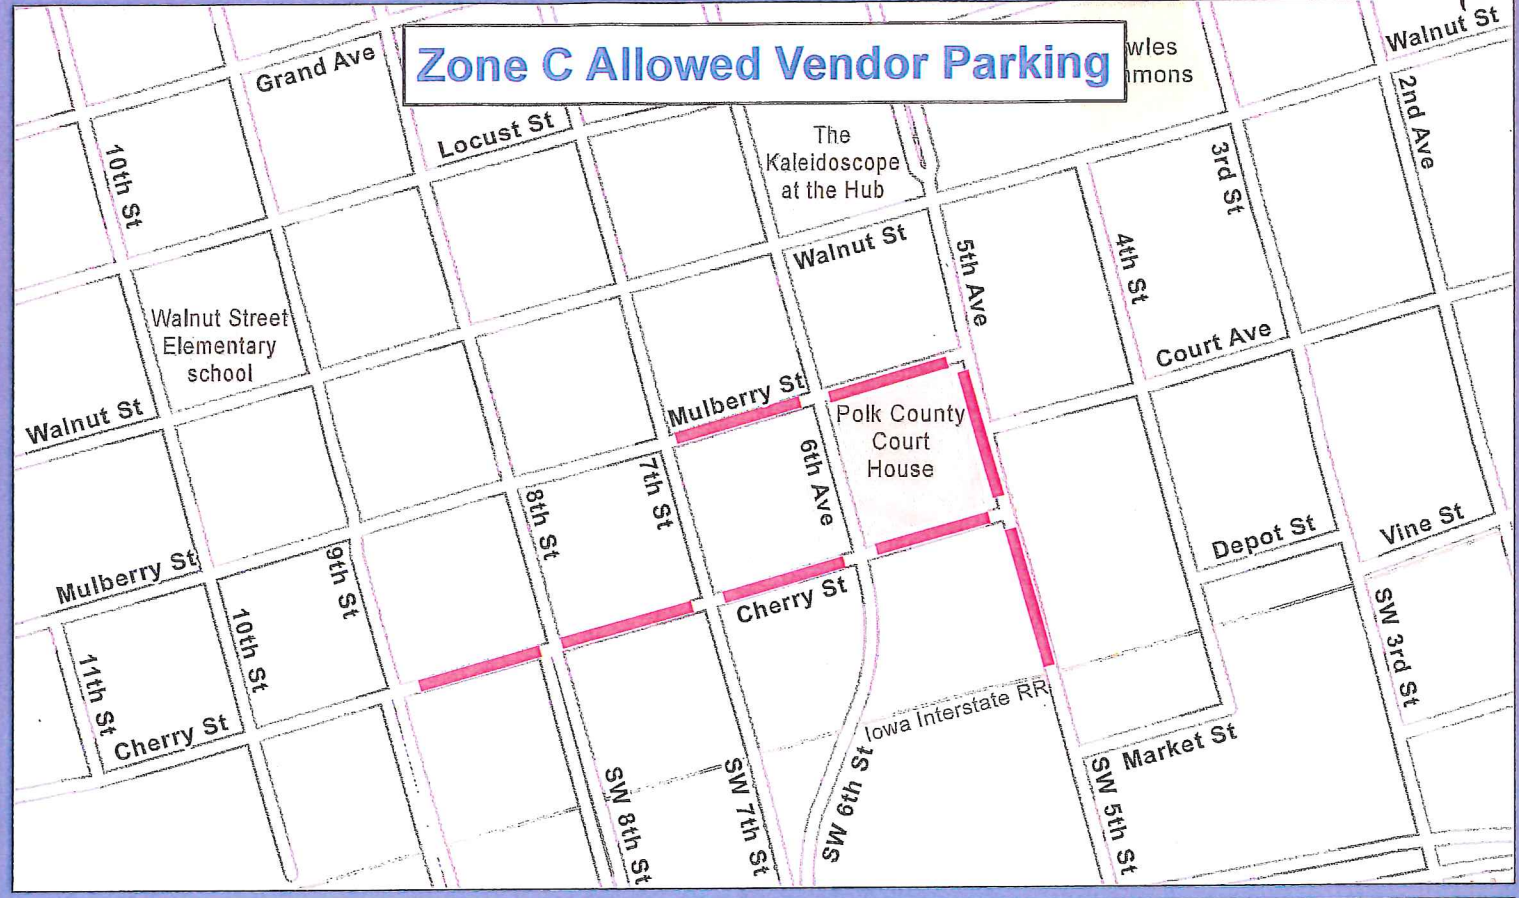 Zone C Allowed Vendor Parking
Grand Ave
Locust St
wles
mmons
Walnut St
2nd Ave
10th St
The
Kaleidoscope
at the Hub
3rd St
Walnut St
5th Ave
4th St
Walnut Street
Elementary
school
Court Ave
Walnut St
Mulberry St
Polk County
Court
House
6th Ave
7th St
8th St
Depot St
Vine St
Mulberry St
9th St
Cherry St
10th St
SW 3rd St
11th St
Cherry St
Iowa Interstate RR
Market St
SW 8th St
SW 7th St
SW 6th St
SW 5th St